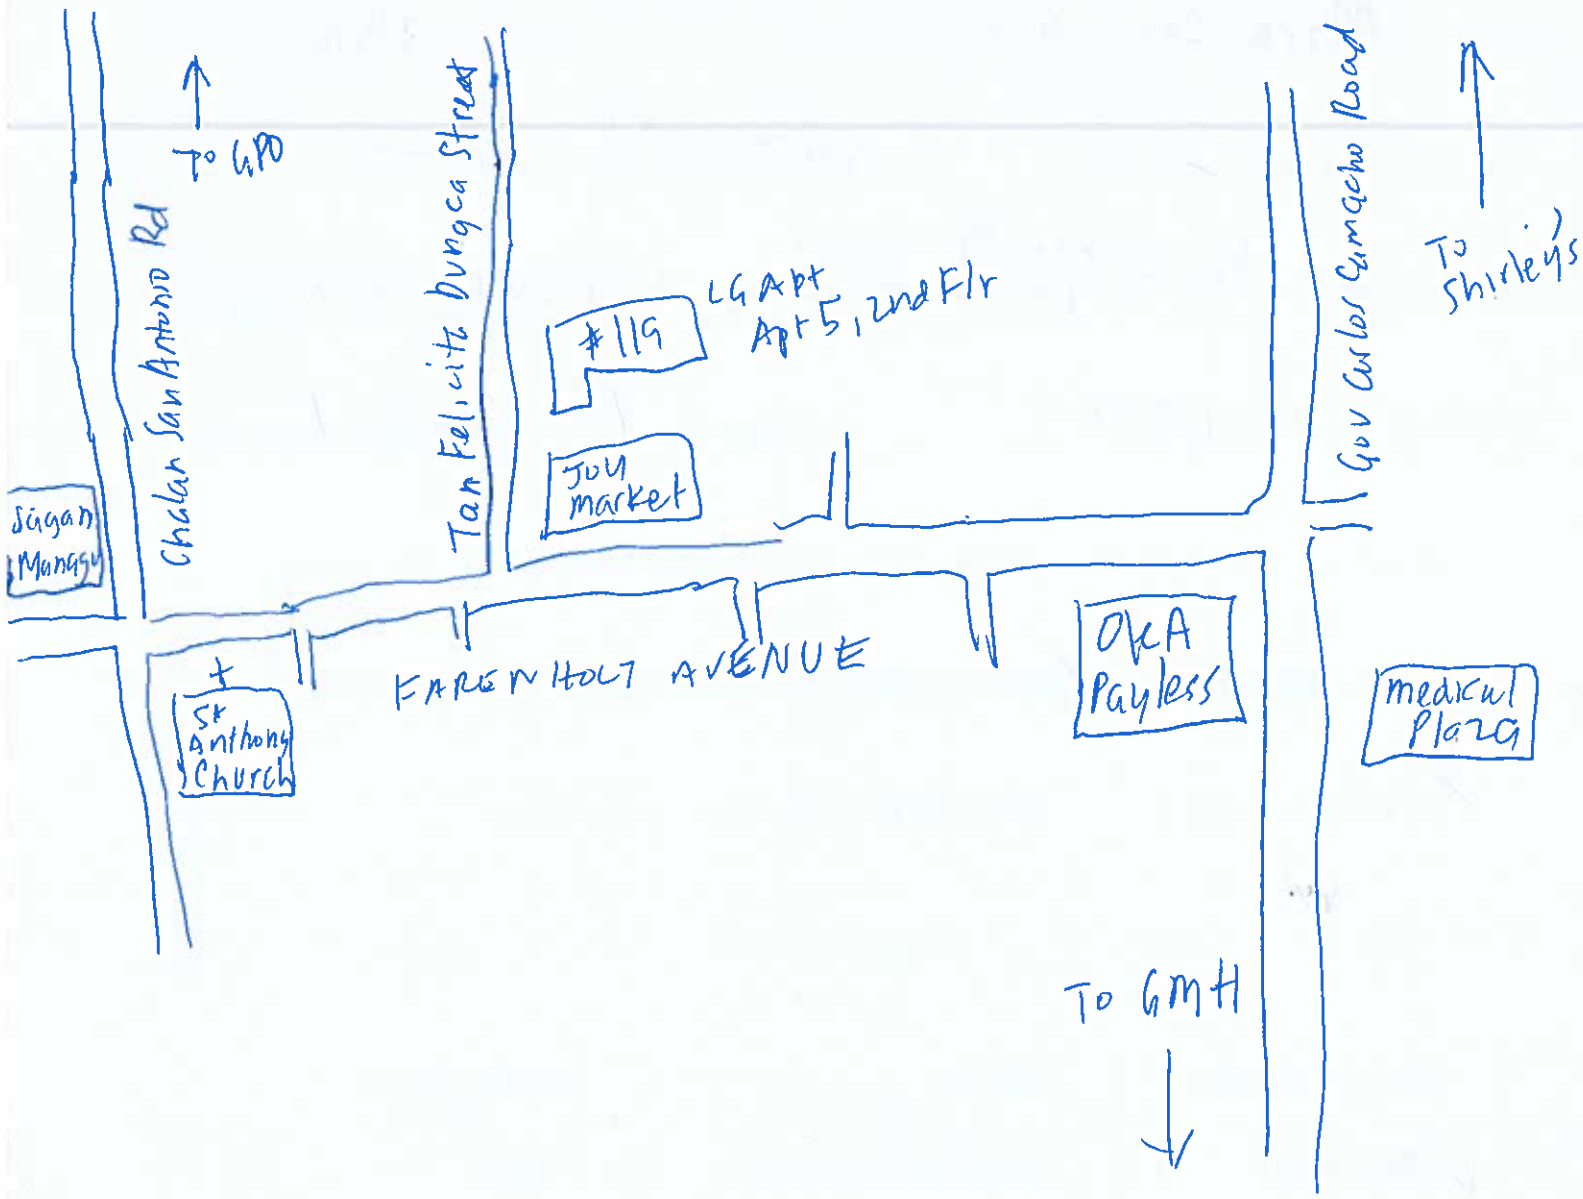 To GPO
Chalan San Antonio Rd
Tan Felicita Dungca Street
Gov Carlos Camacho Road
To
Shirley's
#119
LG Apt
Apt 5, 2nd Flr
Joy
market
Sagan
Managu
St
Anthony
Church
FARENHOLT AVENUE
Oka
Payless
medical
Plaza
To GMH